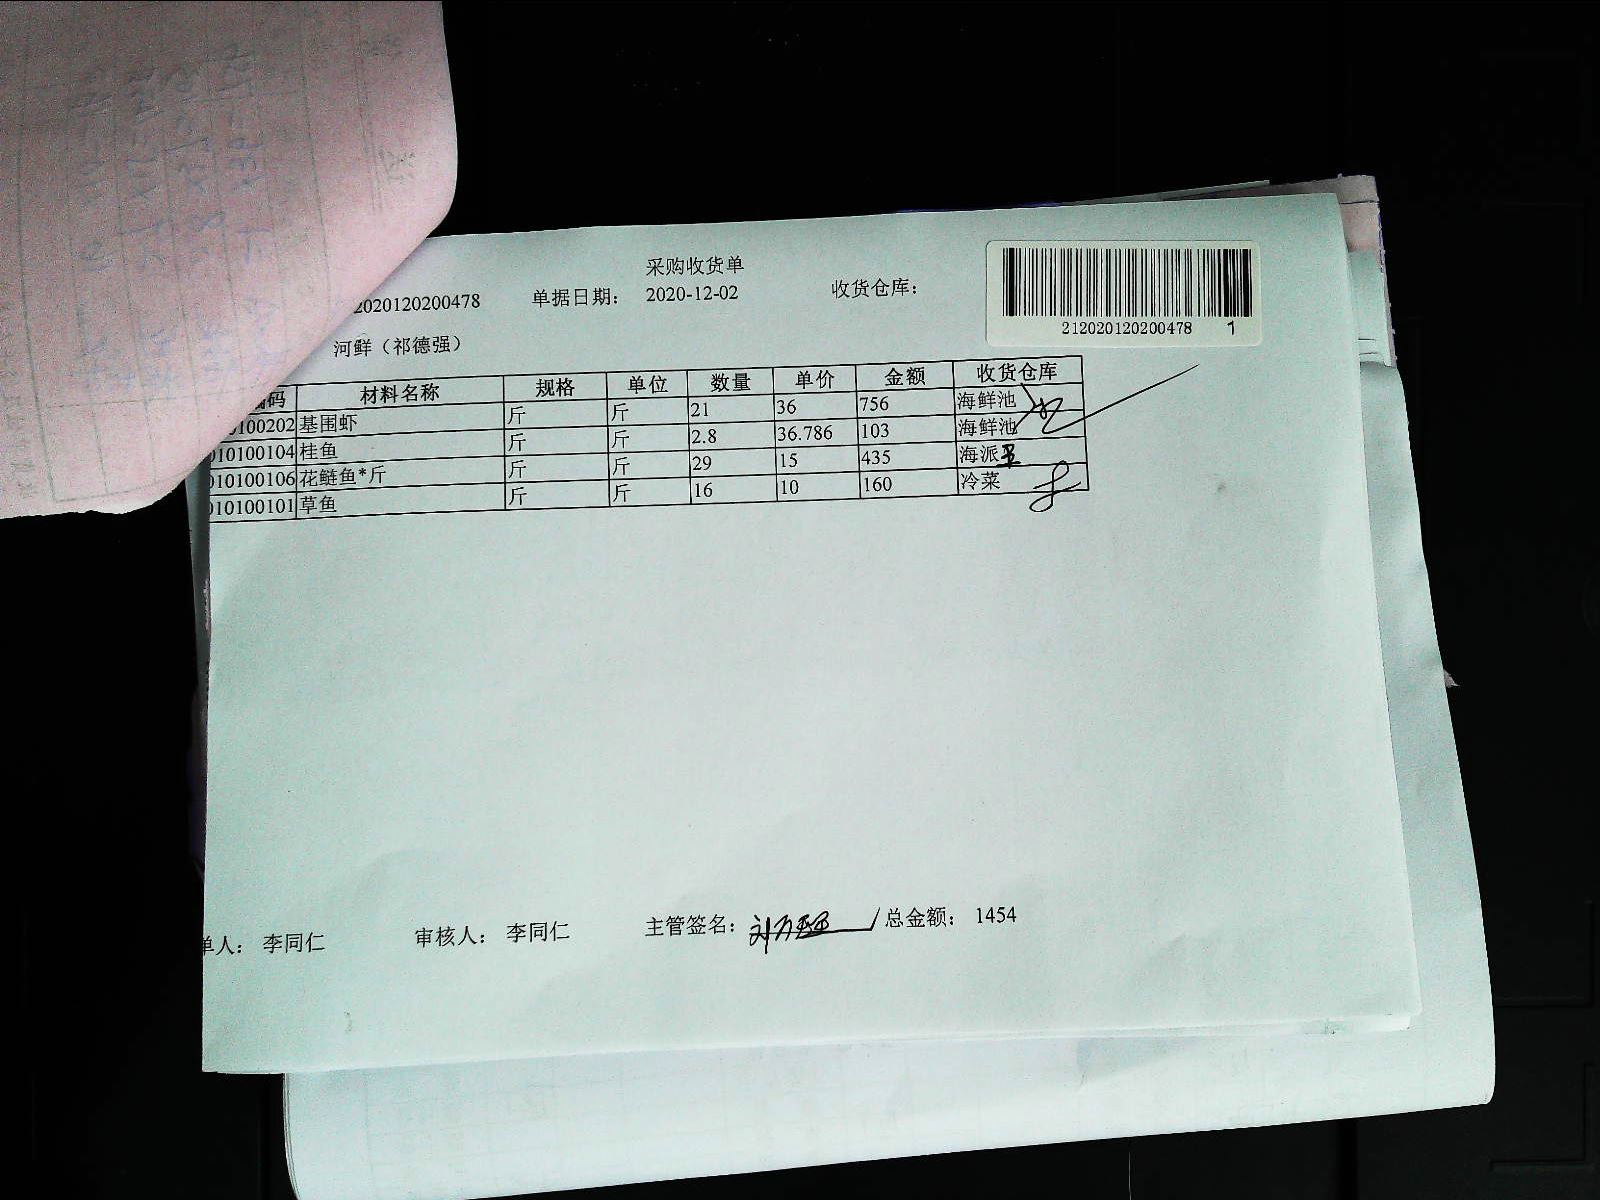 采购收货单
2020120200478 单据日期： 2020-12-02 收货仓库：
212020120200478 1
河鲜（祁德强）
码 材料名称 规格 单位 数量 单价 金额 收货仓库
0100202 基围虾 斤 斤 21 36 756 海鲜池
010100104 桂鱼 斤 斤 2.8 36.786 103 海鲜池
010100106 花鲢鱼*斤 斤 斤 29 15 435 海派
010100101 草鱼 斤 斤 16 10 160 冷菜
单人： 李同仁 审核人： 李同仁 主管签名： 总金额： 1454